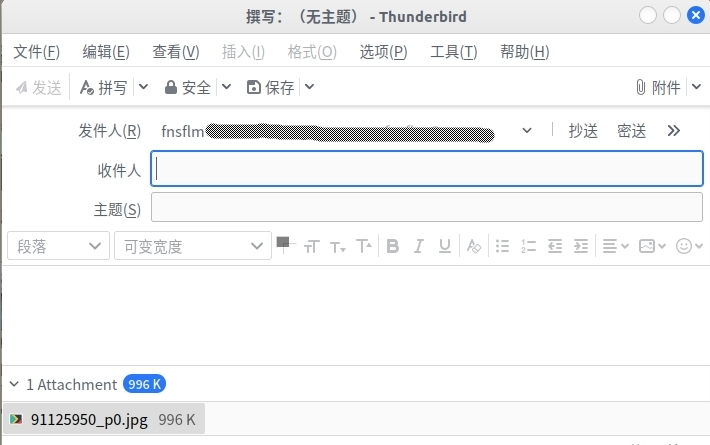 撰写：（无主题） - Thunderbird
文件(F) 编辑(E) 查看(V) 插入(I) 格式(O) 选项(P) 工具(T) 帮助(H)
发送 拼写 安全 保存 附件
发件人(R) fnsflm 抄送 密送
收件人
主题(S)
段落 可变宽度
1 Attachment 996 K
91125950_p0.jpg 996 K